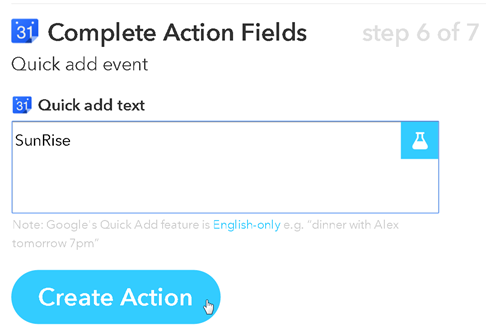 31 Complete Action Fields step 6 of 7
Quick add event
31 Quick add text
SunRise
Note: Google's Quick Add feature is English-only e.g. "dinner with Alex
tomorrow 7pm"
Create Action